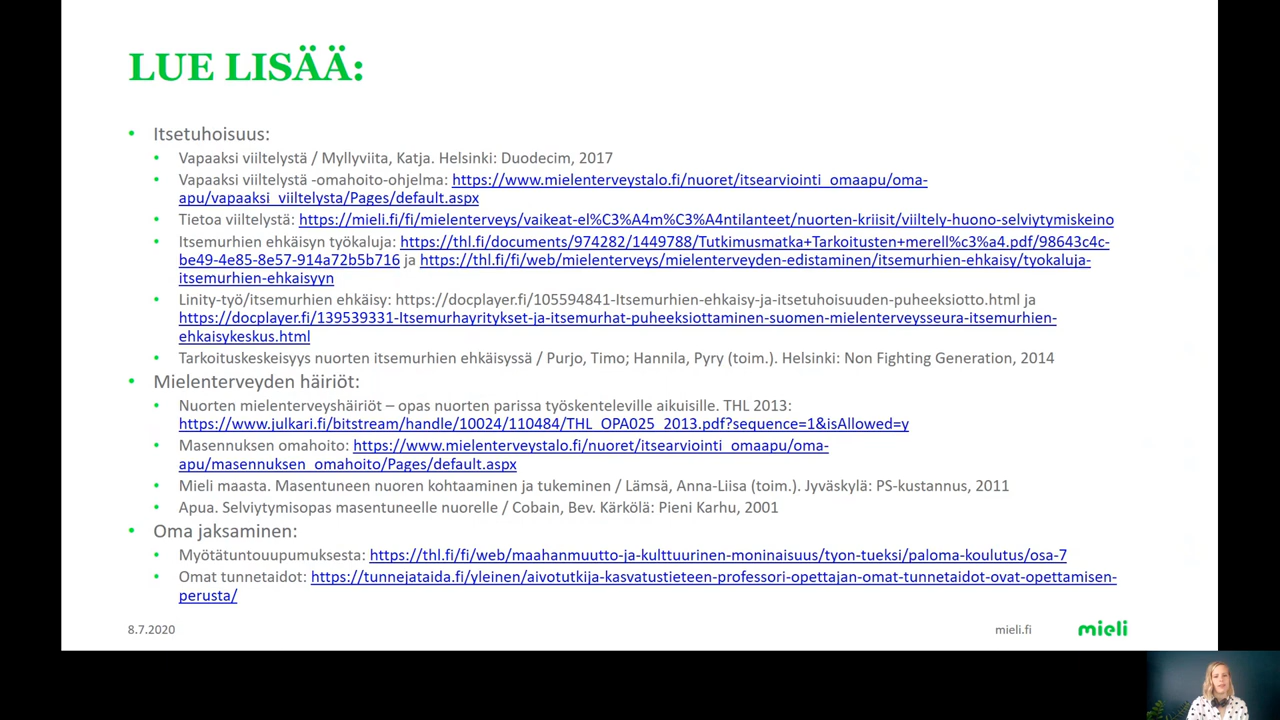 LUE LISÄÄ:
• Itsetuhoisuus:
• Vapaaksi viiltelystä / Myllyviita, Katja. Helsinki: Duodecim, 2017
• Vapaaksi viiltelystä -omahoito-ohjelma: https://www.mielenterveystalo.fi/nuoret/itsearviointi_omaapu/oma-
apu/vapaaksi_viiltelysta/Pages/default.aspx
• Tietoa viiltelystä: https://mieli.fi/fi/mielenterveys/vaikeat-el%C3%A4m%C3%A4ntilanteet/nuorten-kriisit/viiltely-huono-selviytymiskeino
• Itsemurhien ehkäisyn työkaluja: https://thl.fi/documents/974282/1449788/Tutkimusmatka+Tarkoitusten+merell%c3%a4.pdf/98643c4c-
be49-4e85-8e57-914a72b5b716 ja https://thl.fi/fi/web/mielenterveys/mielenterveyden-edistaminen/itsemurhien-ehkaisy/tyokaluja-
itsemurhien-ehkaisyyn
• Linity-työ/itsemurhien ehkäisy: https://docplayer.fi/105594841-Itsemurhien-ehkaisy-ja-itsetuhoisuuden-puheeksiotto.html ja
https://docplayer.fi/139539331-Itsemurhayritykset-ja-itsemurhat-puheeksiottaminen-suomen-mielenterveysseura-itsemurhien-
ehkaisykeskus.html
• Tarkoituskeskeisyys nuorten itsemurhien ehkäisyssä / Purjo, Timo; Hannila, Pyry (toim.). Helsinki: Non Fighting Generation, 2014
• Mielenterveyden häiriöt:
• Nuorten mielenterveyshäiriöt – opas nuorten parissa työskenteleville aikuisille. THL 2013:
https://www.julkari.fi/bitstream/handle/10024/110484/THL_OPA025_2013.pdf?sequence=1&isAllowed=y
• Masennuksen omahoito: https://www.mielenterveystalo.fi/nuoret/itsearviointi_omaapu/oma-
apu/masennuksen_omahoito/Pages/default.aspx
• Mieli maasta. Masentuneen nuoren kohtaaminen ja tukeminen / Lämsä, Anna-Liisa (toim.). Jyväskylä: PS-kustannus, 2011
• Apua. Selviytymisopas masentuneelle nuorelle / Cobain, Bev. Kärkölä: Pieni Karhu, 2001
• Oma jaksaminen:
• Myötätuntouupumuksesta: https://thl.fi/fi/web/maahanmuutto-ja-kulttuurinen-moninaisuus/tyon-tueksi/paloma-koulutus/osa-7
• Omat tunnetaidot: https://tunnejataida.fi/yleinen/aivotutkija-kasvatustieteen-professori-opettajan-omat-tunnetaidot-ovat-opettamisen-
perusta/
8.7.2020
mieli.fi
mieli